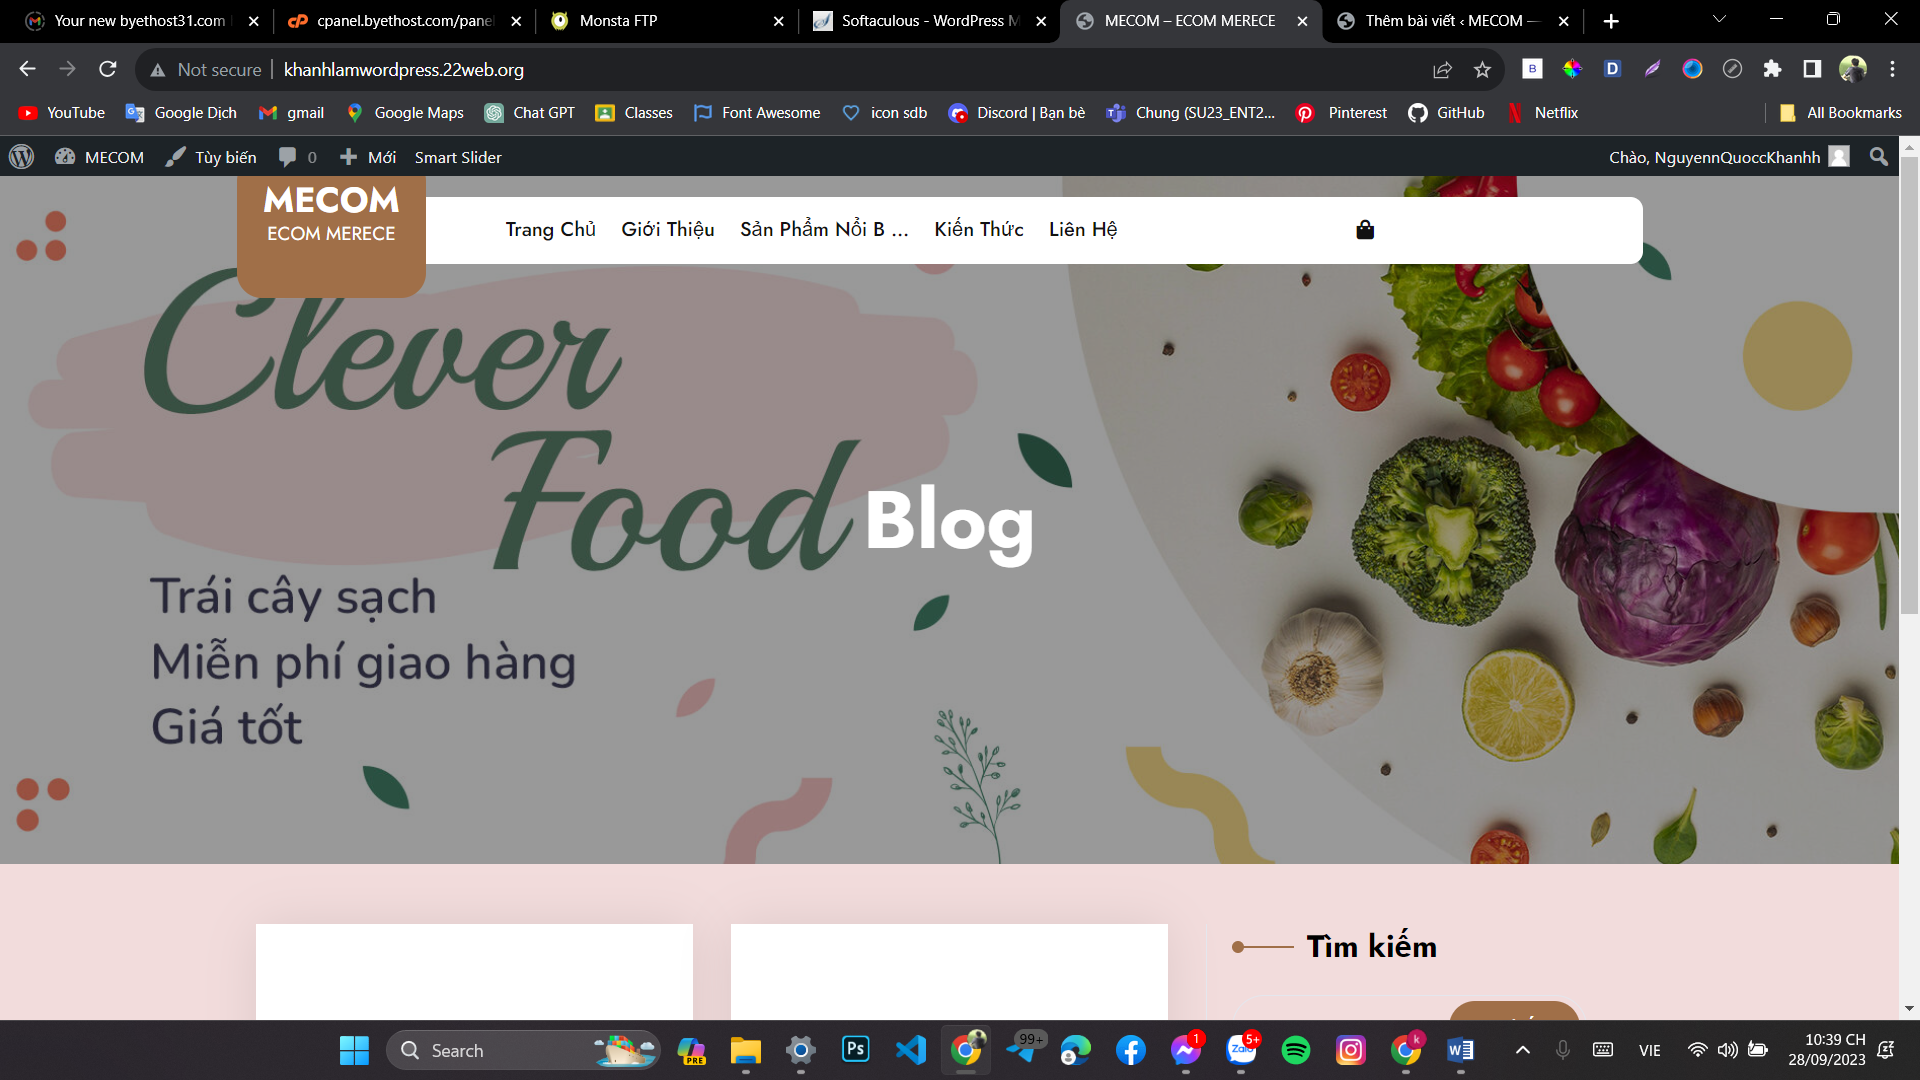 Your new byethost31.com
cpanel.byethost.com/pane
Monsta FTP
Softaculous - WordPress M
MECOM – ECOM MERECE
Thêm bài viết ‹ MECOM —
Not secure
khanhlamwordpress.22web.org
YouTube
Google Dịch
gmail
Google Maps
Chat GPT
Classes
Font Awesome
icon sdb
Discord | Bạn bè
Chung (SU23_ENT2...
Pinterest
GitHub
Netflix
All Bookmarks
MECOM
Tùy biến
0
Mới
Smart Slider
Chào, NguyennQuoccKhanhh
MECOM
ECOM MERECE
Trang Chủ
Giới Thiệu
Sản Phẩm Nổi B ...
Kiến Thức
Liên Hệ
Clever
Food
Blog
Trái cây sạch
Miễn phí giao hàng
Giá tốt
Tìm kiếm
Search
PRE
Ps
99+
1
Zalo
5+
k
VIE
10:39 CH
28/09/2023